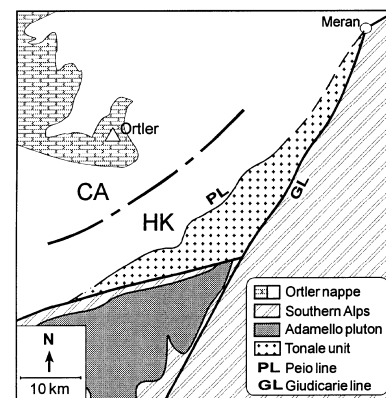 Meran
Ortler
CA
PL
GL
HK
Ortler nappe
Southern Alps
Adamello pluton
Tonale unit
PL Peio line
GL Giudicarie line
N
10 km